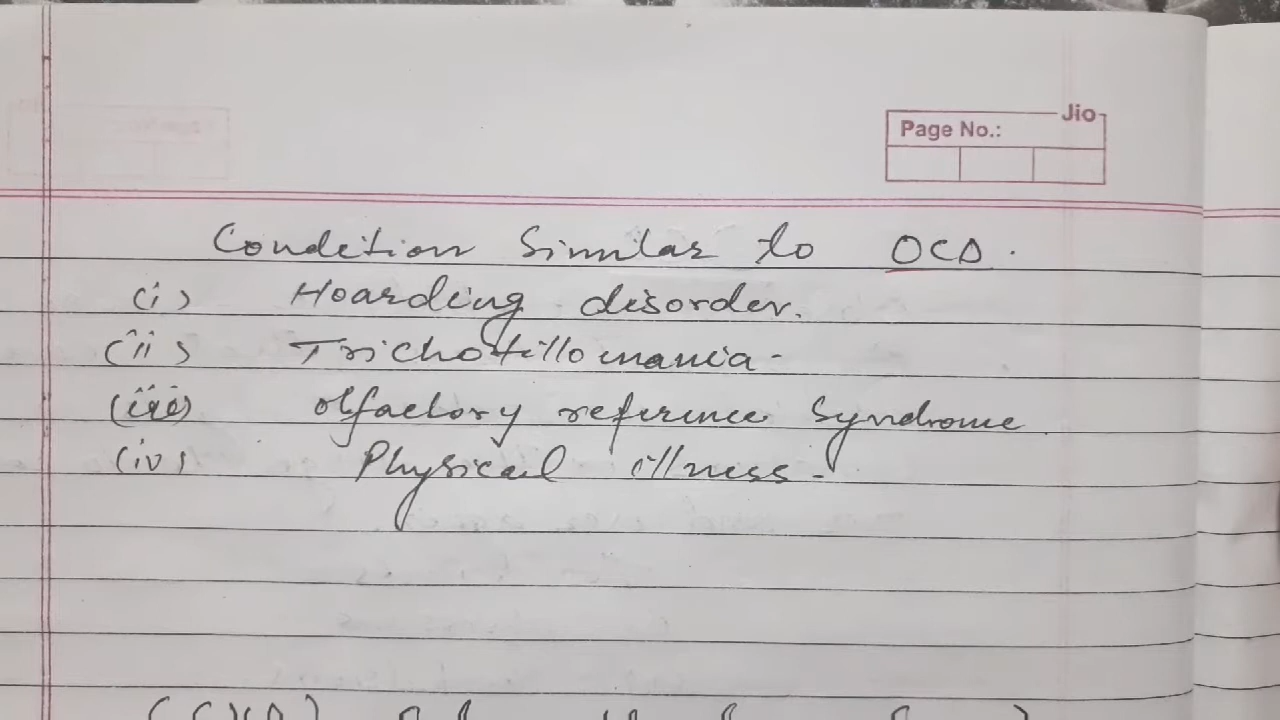 Jio
Page No.:
Condition Similar to OCD.
(i) Hoarding disorder.
(ii) Trichotillomania-
(iii) Olfactory reference Syndrome
(iv) Physical illness-